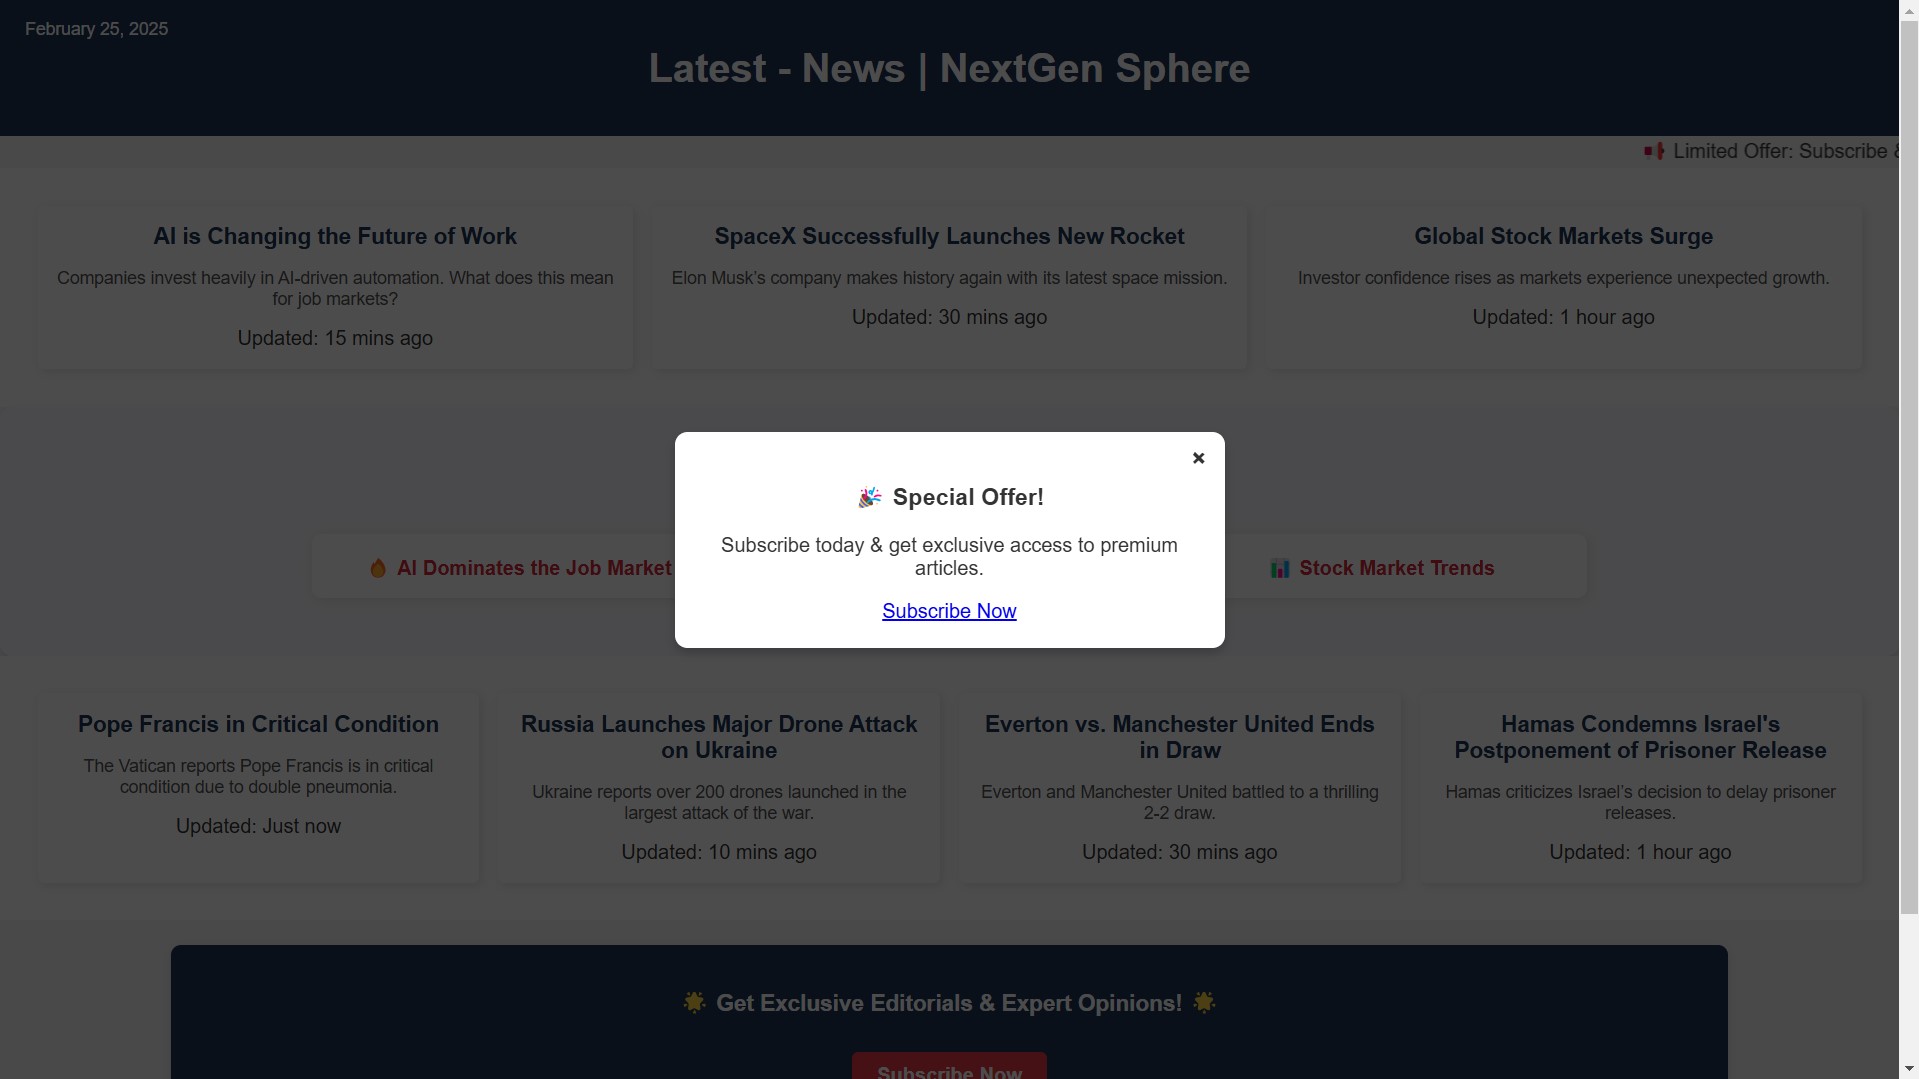 February 25, 2025
Latest - News | NextGen Sphere
Limited Offer: Subscribe &
AI is Changing the Future of Work
Companies invest heavily in AI-driven automation. What does this mean
for job markets?
Updated: 15 mins ago
SpaceX Successfully Launches New Rocket
Elon Musk’s company makes history again with its latest space mission.
Updated: 30 mins ago
Global Stock Markets Surge
Investor confidence rises as markets experience unexpected growth.
Updated: 1 hour ago
×
Special Offer!
Subscribe today & get exclusive access to premium
articles.
Subscribe Now
AI Dominates the Job Market
Stock Market Trends
Pope Francis in Critical Condition
The Vatican reports Pope Francis is in critical
condition due to double pneumonia.
Updated: Just now
Russia Launches Major Drone Attack
on Ukraine
Ukraine reports over 200 drones launched in the
largest attack of the war.
Updated: 10 mins ago
Everton vs. Manchester United Ends
in Draw
Everton and Manchester United battled to a thrilling
2-2 draw.
Updated: 30 mins ago
Hamas Condemns Israel's
Postponement of Prisoner Release
Hamas criticizes Israel’s decision to delay prisoner
releases.
Updated: 1 hour ago
Get Exclusive Editorials & Expert Opinions!
Subscribe Now